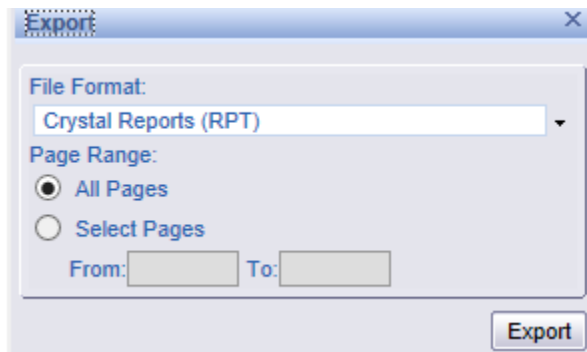 Export
File Format:
Crystal Reports (RPT)
Page Range:
All Pages
Select Pages
From: To:
Export